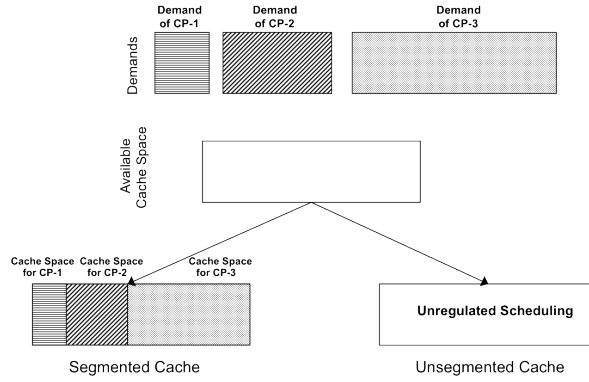 Demand of CP-1
Demand of CP-2
Demand of CP-3
Demands
Available Cache Space
Cache Space for CP-1
Cache Space for CP-2
Cache Space for CP-3
Unregulated Scheduling
Segmented Cache
Unsegmented Cache